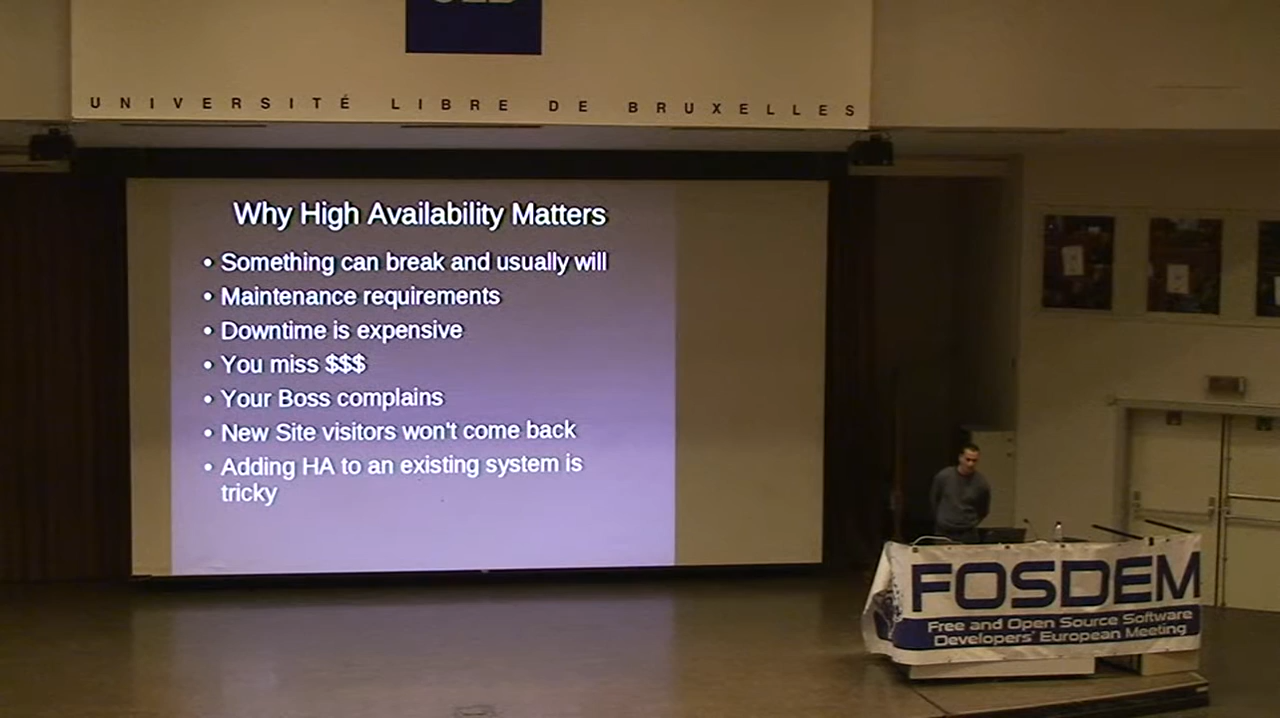 UNIVERSITÉ LIBRE DE BRUXELLES
Why High Availability Matters
• Something can break and usually will
• Maintenance requirements
• Downtime is expensive
• You miss $$$
• Your Boss complains
• New Site visitors won't come back
• Adding HA to an existing system is
tricky
FOSDEM
Free and Open Source Software
Developers' European Meeting